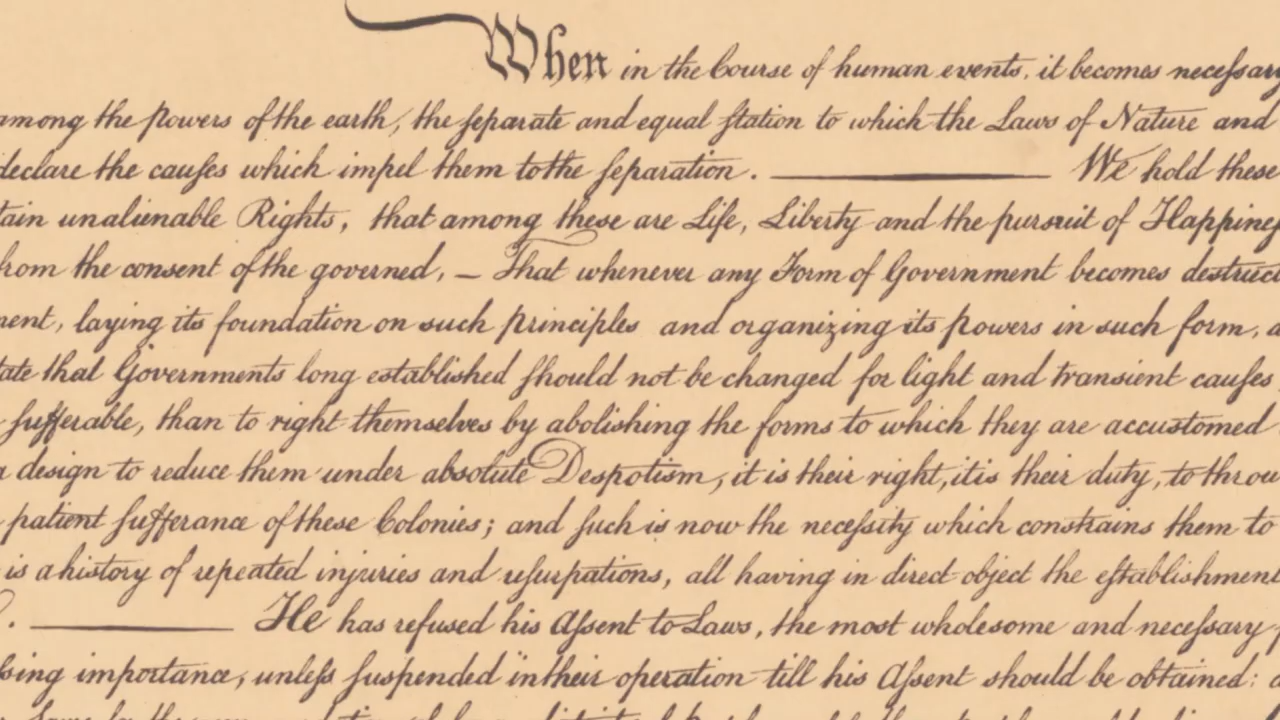 When in the Course of human events, it becomes necessary
among the powers of the earth, the separate and equal station to which the Laws of Nature and
declare the causes which impel them to the separation. ——— We hold these
tain unalienable Rights, that among these are Life, Liberty and the pursuit of Happines
from the consent of the governed, — That whenever any Form of Government becomes destruc
ment, laying its foundation on such principles and organizing its powers in such form, a
tate that Governments long established should not be changed for light and transient causes
sufferable, than to right themselves by abolishing the forms to which they are accustomed
a design to reduce them under absolute Despotism, it is their right, it is their duty, to throw
patient sufferance of these Colonies; and such is now the necessity which constrains them to
is a history of repeated injuries and usurpations, all having in direct object the establishment
. ——— He has refused his Assent to Laws, the most wholesome and necessary
ssing importance, unless suspended in their operation till his Assent should be obtained: